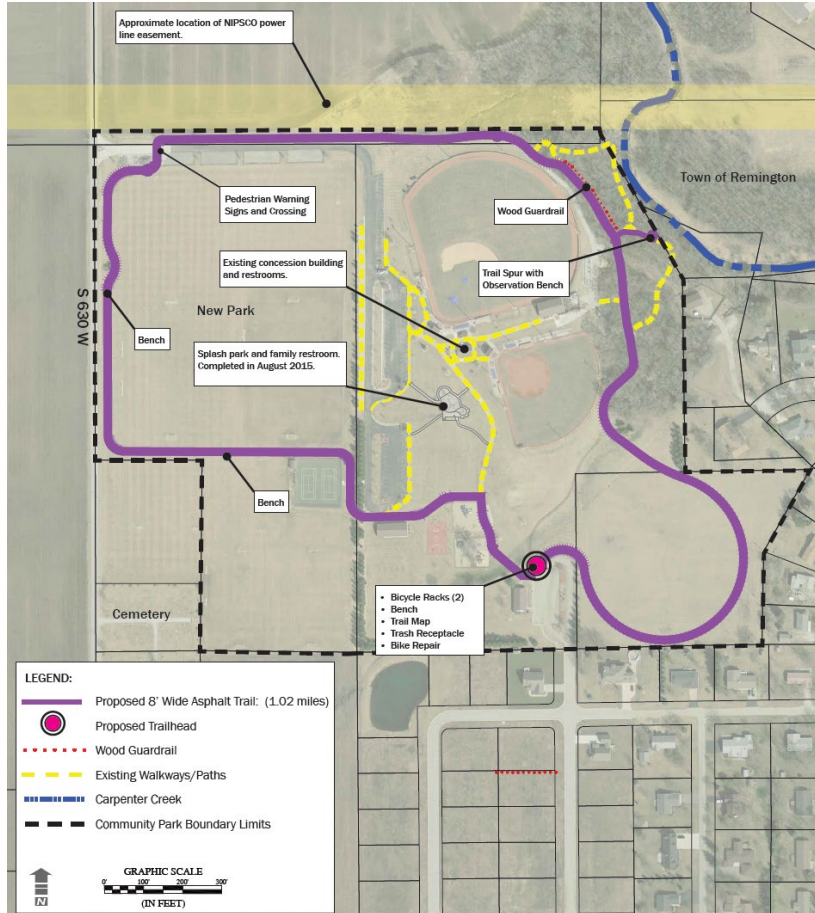 Approximate location of NIPSCO power
line easement.
Town of Remington
Pedestrian Warning
Signs and Crossing
Wood Guardrail
Existing concession building
and restrooms.
Trail Spur with
Observation Bench
S 630 W
New Park
Bench
Splash park and family restroom.
Completed in August 2015.
Bench
• Bicycle Racks (2)
• Bench
• Trail Map
• Trash Receptacle
• Bike Repair
Cemetery
LEGEND:
Proposed 8' Wide Asphalt Trail: (1.02 miles)
Proposed Trailhead
Wood Guardrail
Existing Walkways/Paths
Carpenter Creek
Community Park Boundary Limits
N
GRAPHIC SCALE
0' 100' 200' 300'
(IN FEET)